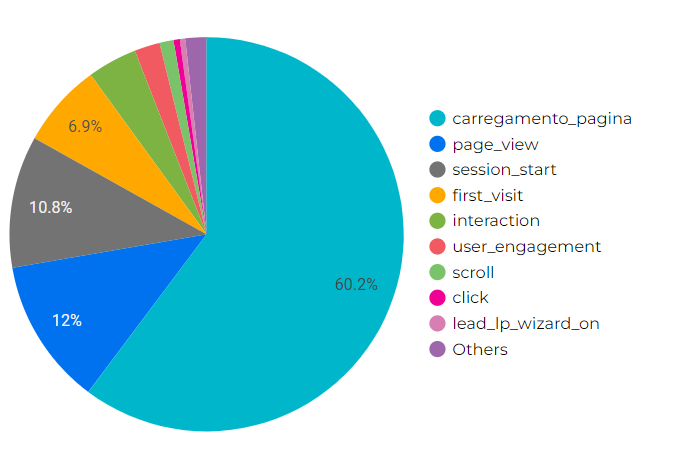 6.9%
10.8%
60.2%
12%
carregamento_pagina
page_view
session_start
first_visit
interaction
user_engagement
scroll
click
lead_lp_wizard_on
Others